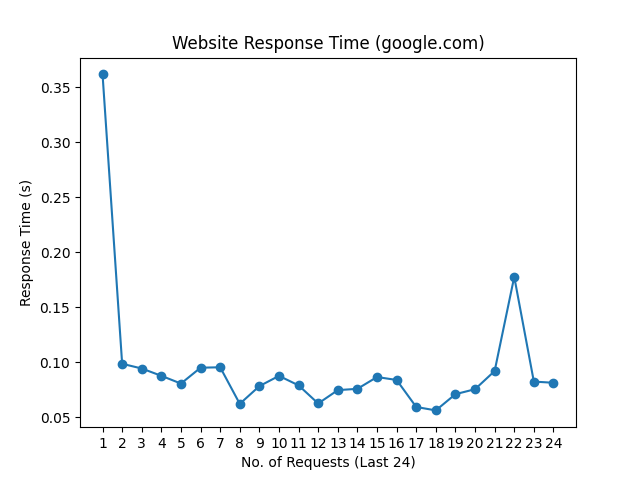 Website Response Time (google.com)
0.35
0.30
0.25
0.20
0.15
0.10
0.05
Response Time (s)
1 2 3 4 5 6 7 8 9 10 11 12 13 14 15 16 17 18 19 20 21 22 23 24
No. of Requests (Last 24)